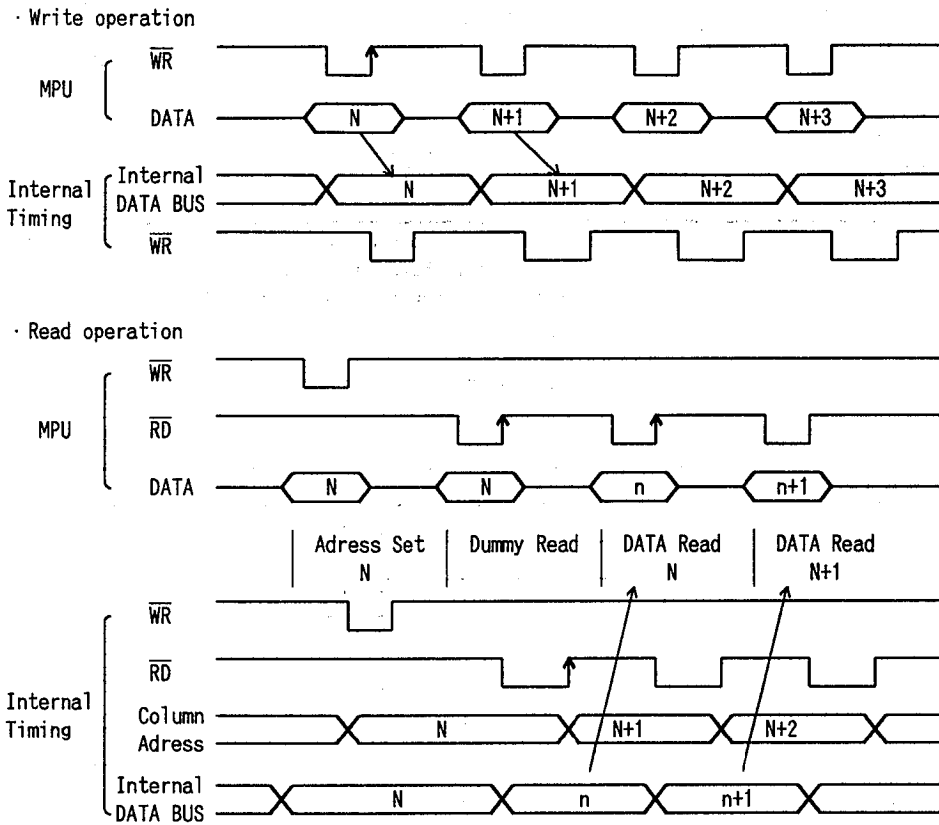 · Write operation
WR
MPU
DATA N N+1 N+2 N+3
Internal
DATA BUS N N+1 N+2 N+3
Internal
Timing
WR
· Read operation
WR
MPU
RD
DATA N N n n+1
Adress Set Dummy Read DATA Read DATA Read
N N N+1
WR
RD
Internal
Timing
Column
Adress N N+1 N+2
Internal
DATA BUS N n n+1